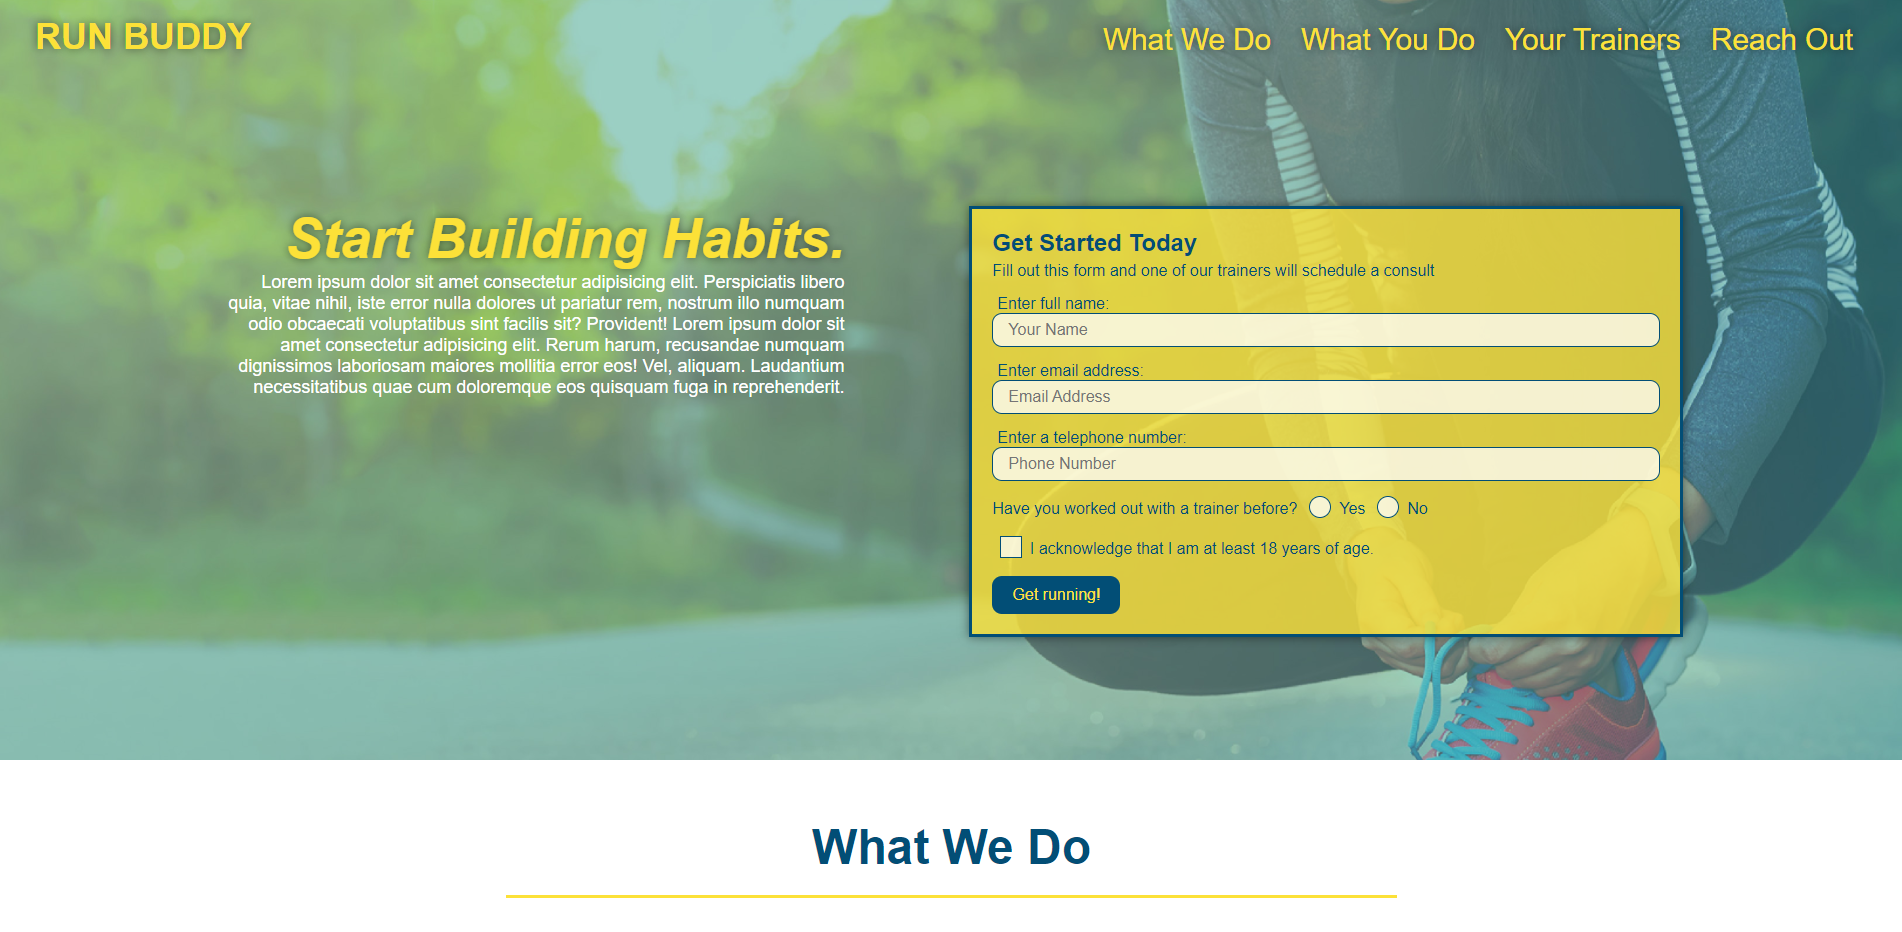 RUN BUDDY
What We Do
What You Do
Your Trainers
Reach Out
Start Building Habits.
Lorem ipsum dolor sit amet consectetur adipisicing elit. Perspiciatis libero
quia, vitae nihil, iste error nulla dolores ut pariatur rem, nostrum illo numquam
odio obcaecati voluptatibus sint facilis sit? Provident! Lorem ipsum dolor sit
amet consectetur adipisicing elit. Rerum harum, recusandae numquam
dignissimos laboriosam maiores mollitia error eos! Vel, aliquam. Laudantium
necessitatibus quae cum doloremque eos quisquam fuga in reprehenderit.
Get Started Today
Fill out this form and one of our trainers will schedule a consult
Enter full name:
Your Name
Enter email address:
Email Address
Enter a telephone number:
Phone Number
Have you worked out with a trainer before? Yes No
I acknowledge that I am at least 18 years of age.
Get running!
What We Do